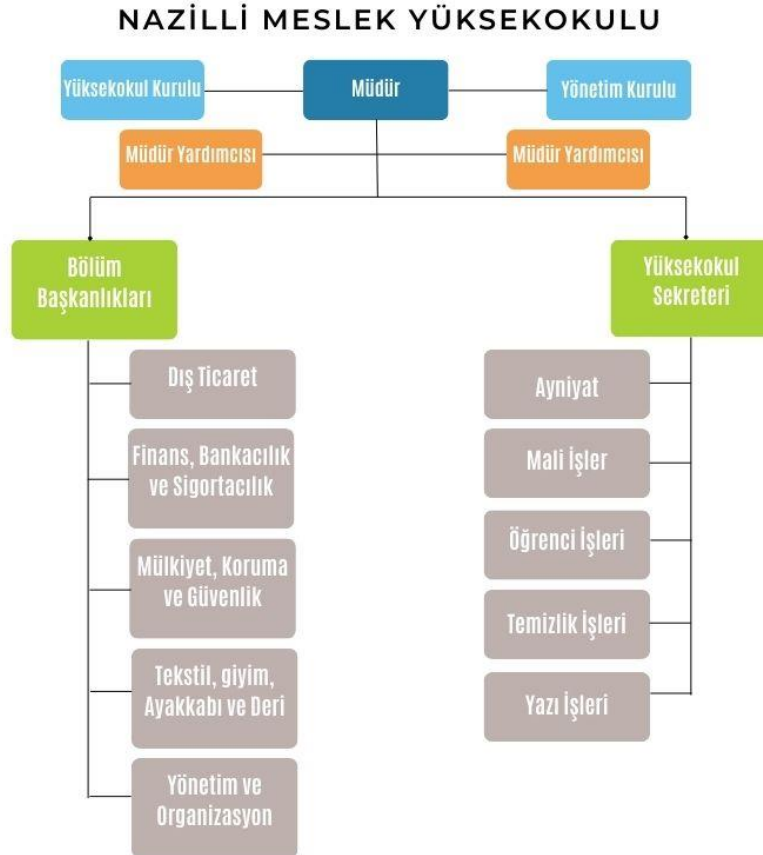 NAZİLLİ MESLEK YÜKSEKOKULU
Yüksekokul Kurulu
Müdür
Yönetim Kurulu
Müdür Yardımcısı
Müdür Yardımcısı
Bölüm
Başkanlıkları
Yüksekokul
Sekreteri
Dış Ticaret
Finans, Bankacılık
ve Sigortacılık
Mülkiyet, Koruma
ve Güvenlik
Tekstil, giyim,
Ayakkabı ve Deri
Yönetim ve
Organizasyon
Ayniyat
Mali İşler
Öğrenci İşleri
Temizlik İşleri
Yazı İşleri